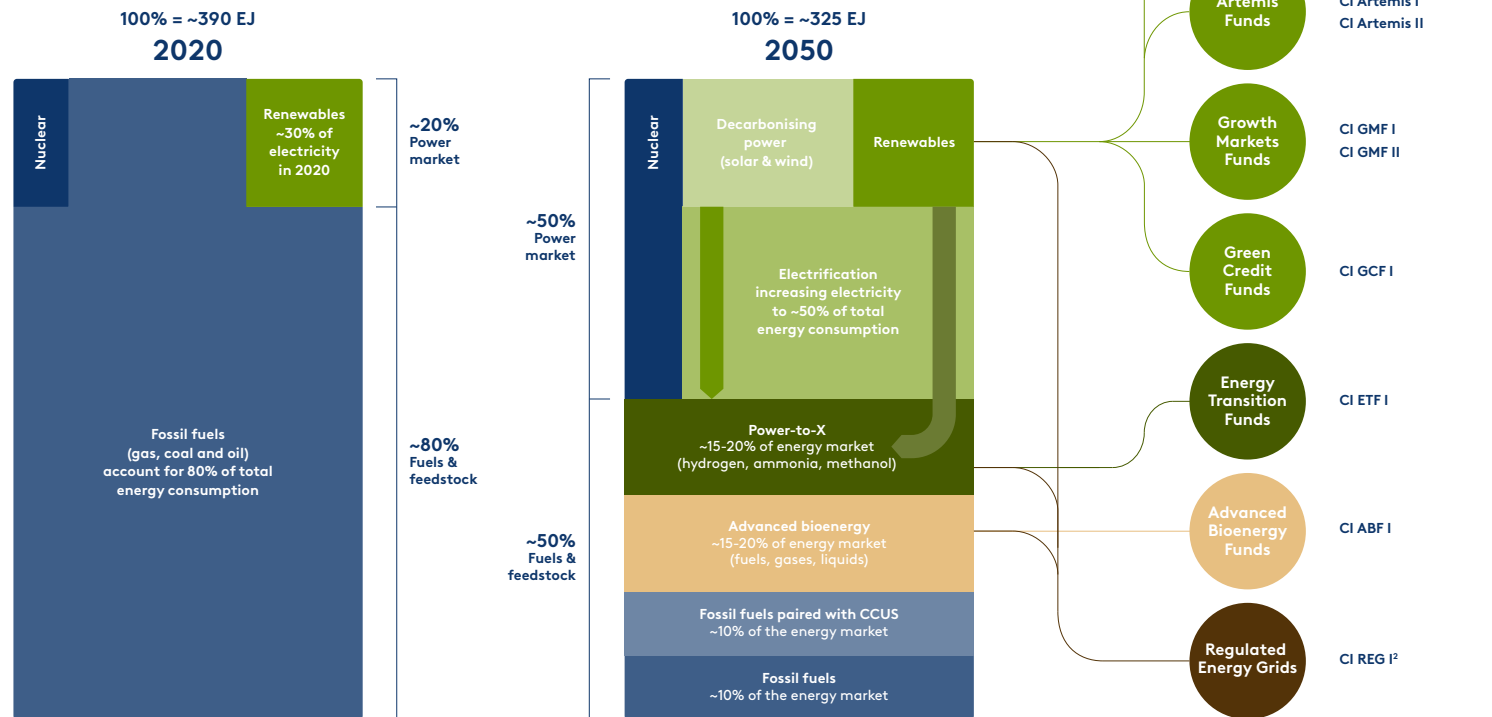 100% = ~390 EJ
2020
Nuclear
Renewables
~30% of
electricity
in 2020
~20%
Power
market
Fossil fuels
(gas, coal and oil)
account for 80% of total
energy consumption
~80%
Fuels &
feedstock
100% = ~325 EJ
2050
~50%
Power
market
Nuclear
Decarbonising
power
(solar & wind)
Renewables
Electrification
increasing electricity
to ~50% of total
energy consumption
~50%
Fuels &
feedstock
Power-to-X
~15-20% of energy market
(hydrogen, ammonia, methanol)
Advanced bioenergy
~15-20% of energy market
(fuels, gases, liquids)
Fossil fuels paired with CCUS
~10% of the energy market
Fossil fuels
~10% of the energy market
Artemis
Funds
CI Artemis I
CI Artemis II
Growth
Markets
Funds
CI GMF I
CI GMF II
Green
Credit
Funds
CI GCF I
Energy
Transition
Funds
CI ETF I
Advanced
Bioenergy
Funds
CI ABF I
Regulated
Energy Grids
CI REG I²